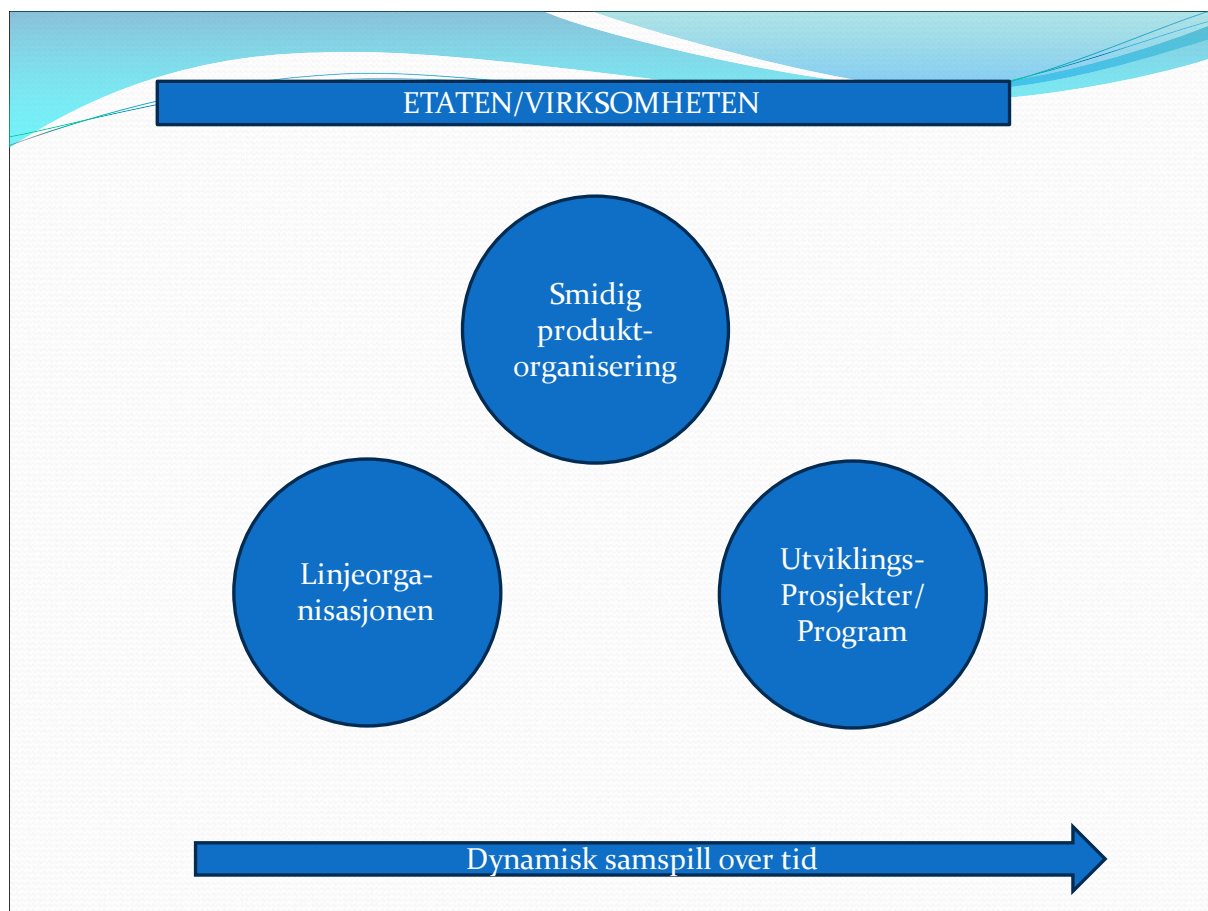 ETATEN/VIRKSOMHETEN
Smidig
produkt-
organisering
Linjeorga-
nisasjonen
Utviklings-
Prosjekter/
Program
Dynamisk samspill over tid